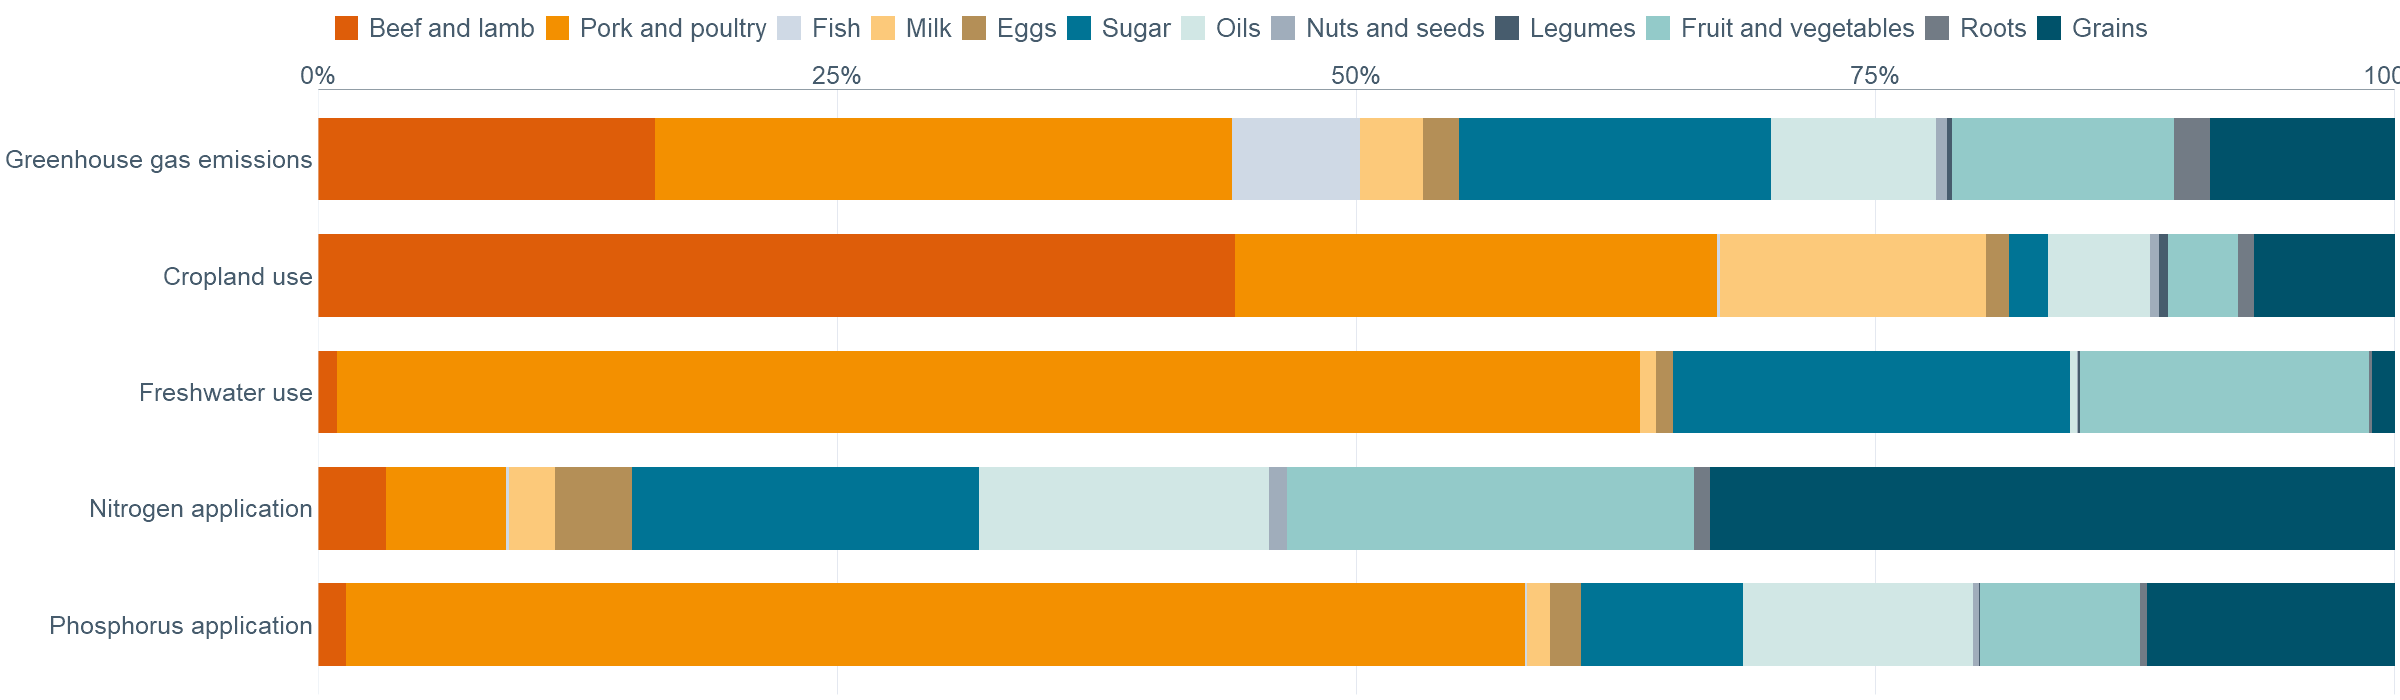 Beef and lamb Pork and poultry Fish Milk Eggs Sugar Oils Nuts and seeds Legumes Fruit and vegetables Roots Grains
0% 25% 50% 75% 100
Greenhouse gas emissions
Cropland use
Freshwater use
Nitrogen application
Phosphorus application